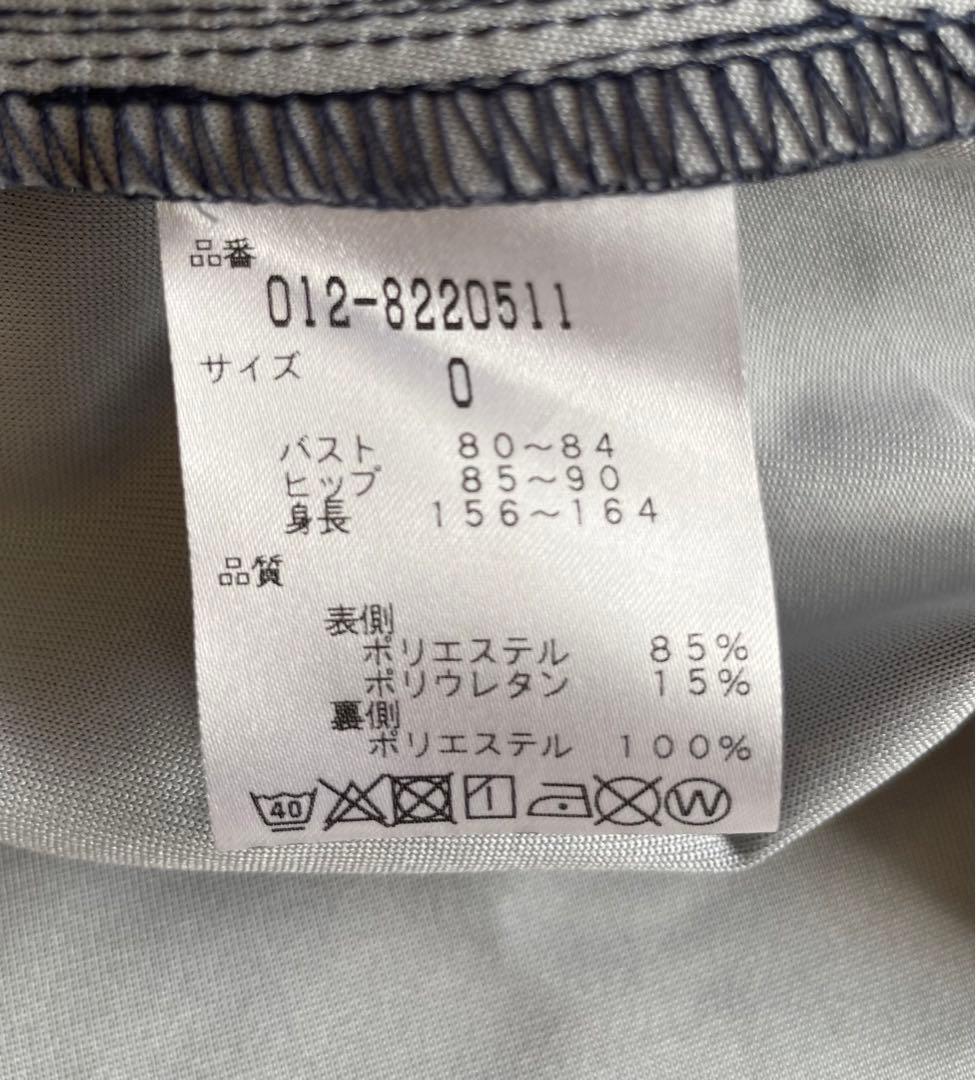 品番
012-8220511
サイズ 0
バスト 80〜84
ヒップ 85〜90
身長 156〜164
品質
表側
ポリエステル 85%
ポリウレタン 15%
裏側
ポリエステル 100%
40 W